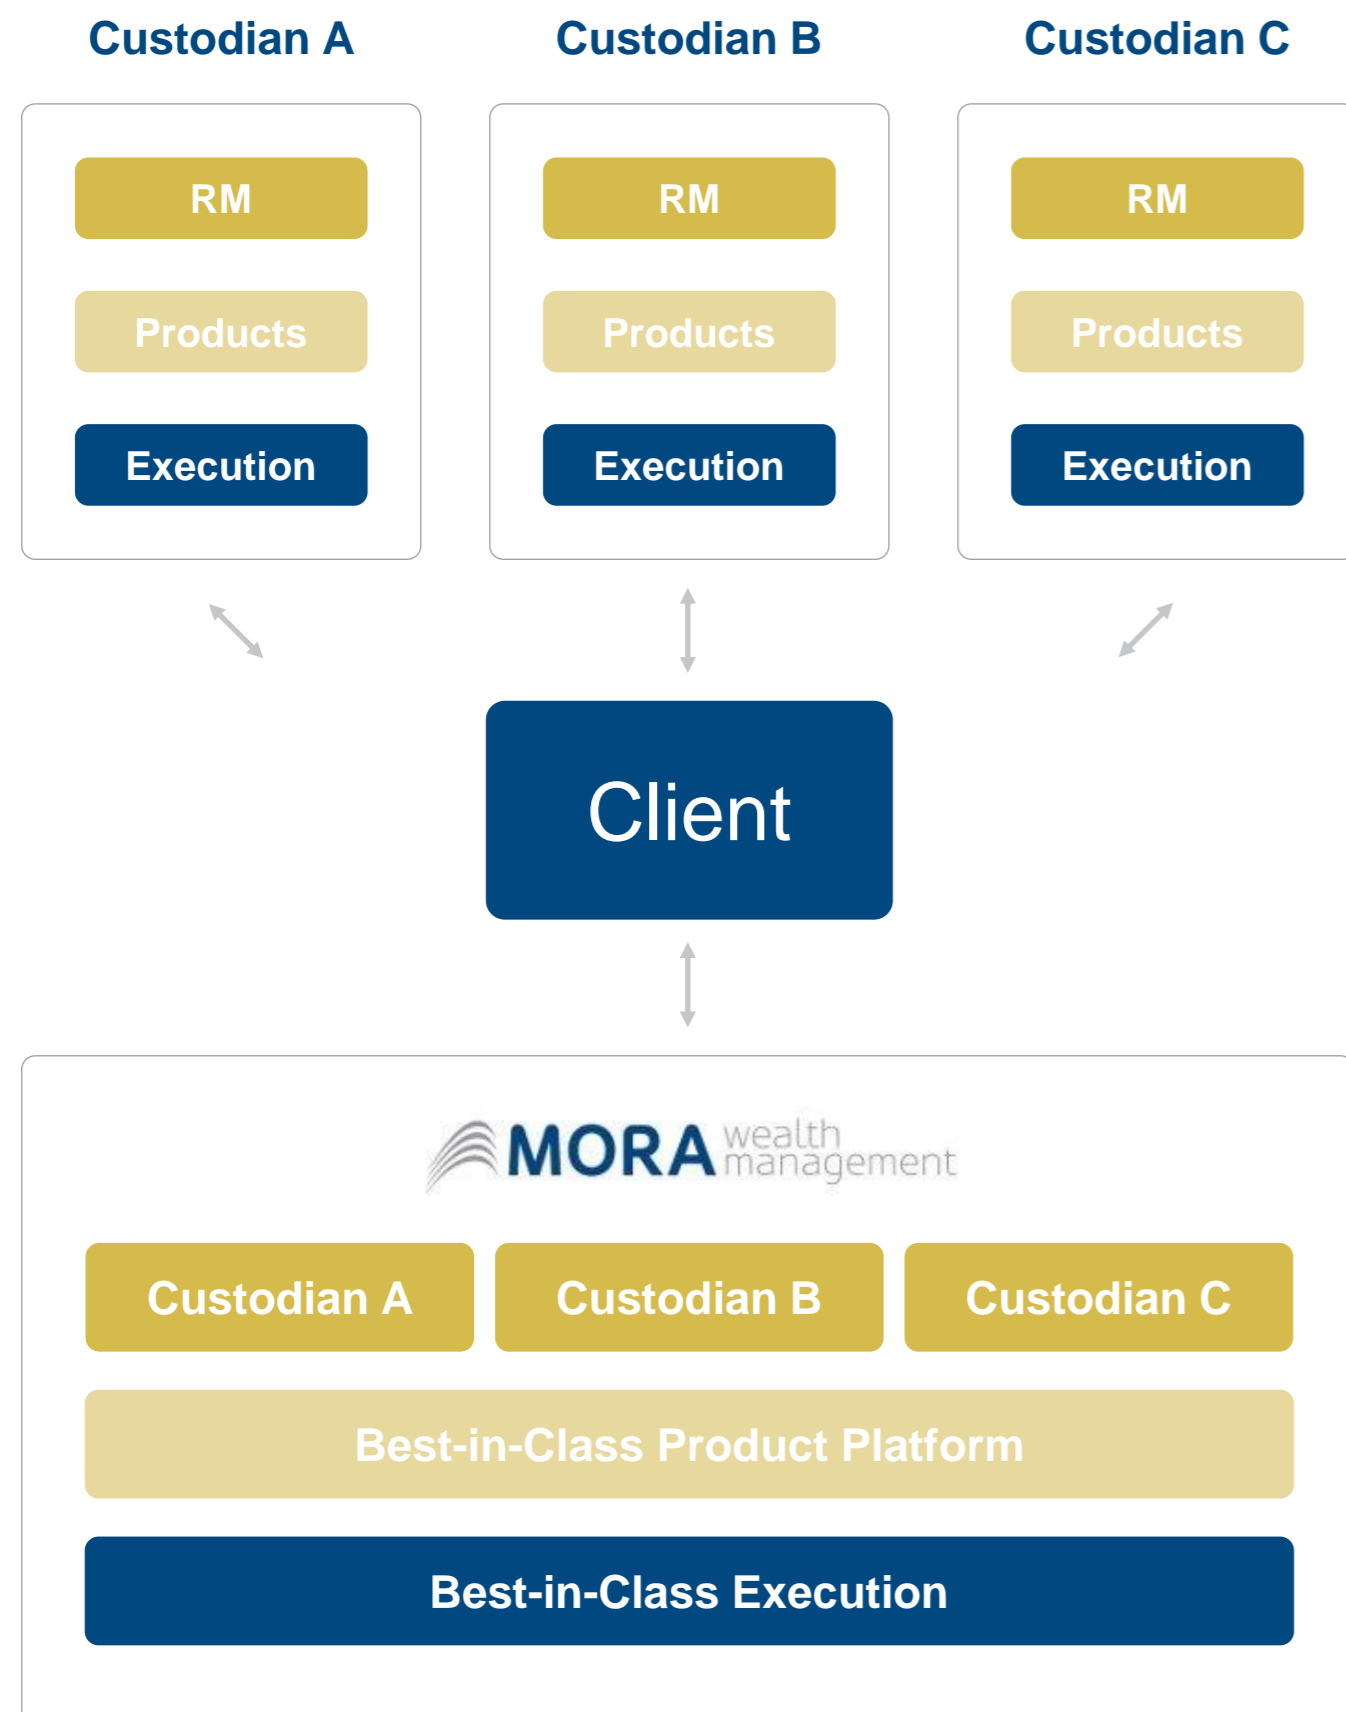 Custodian A
Custodian B
Custodian C
RM
RM
RM
Products
Products
Products
Execution
Execution
Execution
Client
MORA wealth management
Custodian A
Custodian B
Custodian C
Best-in-Class Product Platform
Best-in-Class Execution